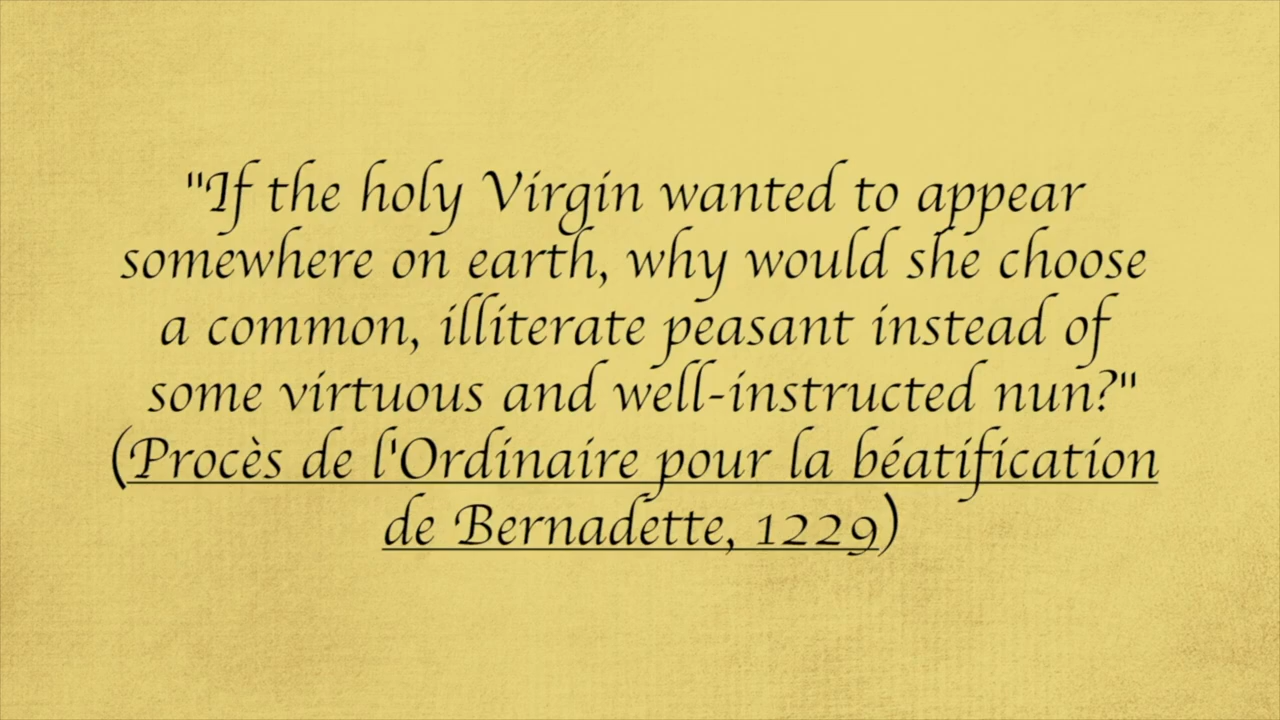 "If the holy Virgin wanted to appear
somewhere on earth, why would she choose
a common, illiterate peasant instead of
some virtuous and well-instructed nun?"
(Procès de l'Ordinaire pour la béatification
de Bernadette, 1229)